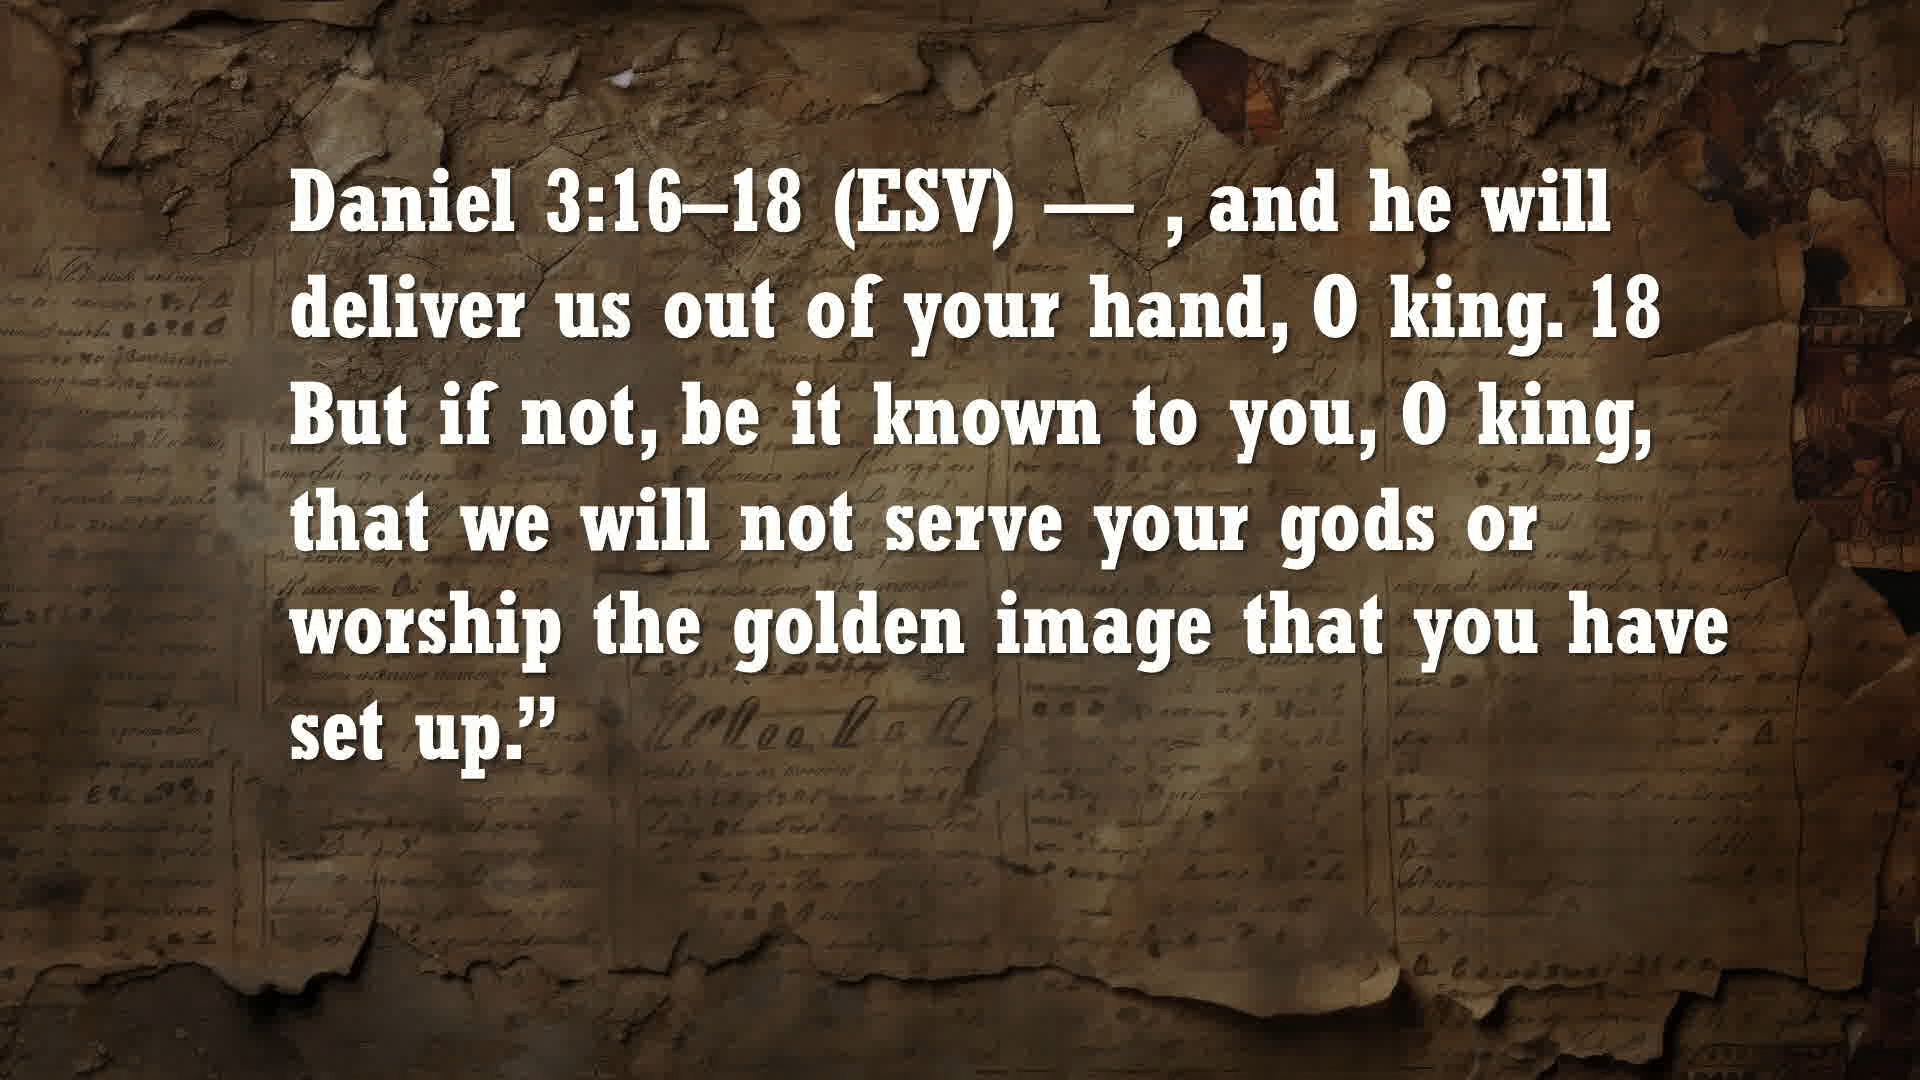 Daniel 3:16–18 (ESV) — , and he will
deliver us out of your hand, O king. 18
But if not, be it known to you, O king,
that we will not serve your gods or
worship the golden image that you have
set up.”